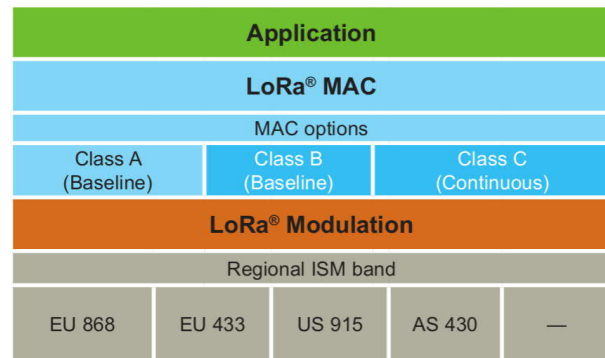 Application
LoRa® MAC
MAC options
Class A
(Baseline)
Class B
(Baseline)
Class C
(Continuous)
LoRa® Modulation
Regional ISM band
EU 868
EU 433
US 915
AS 430
—